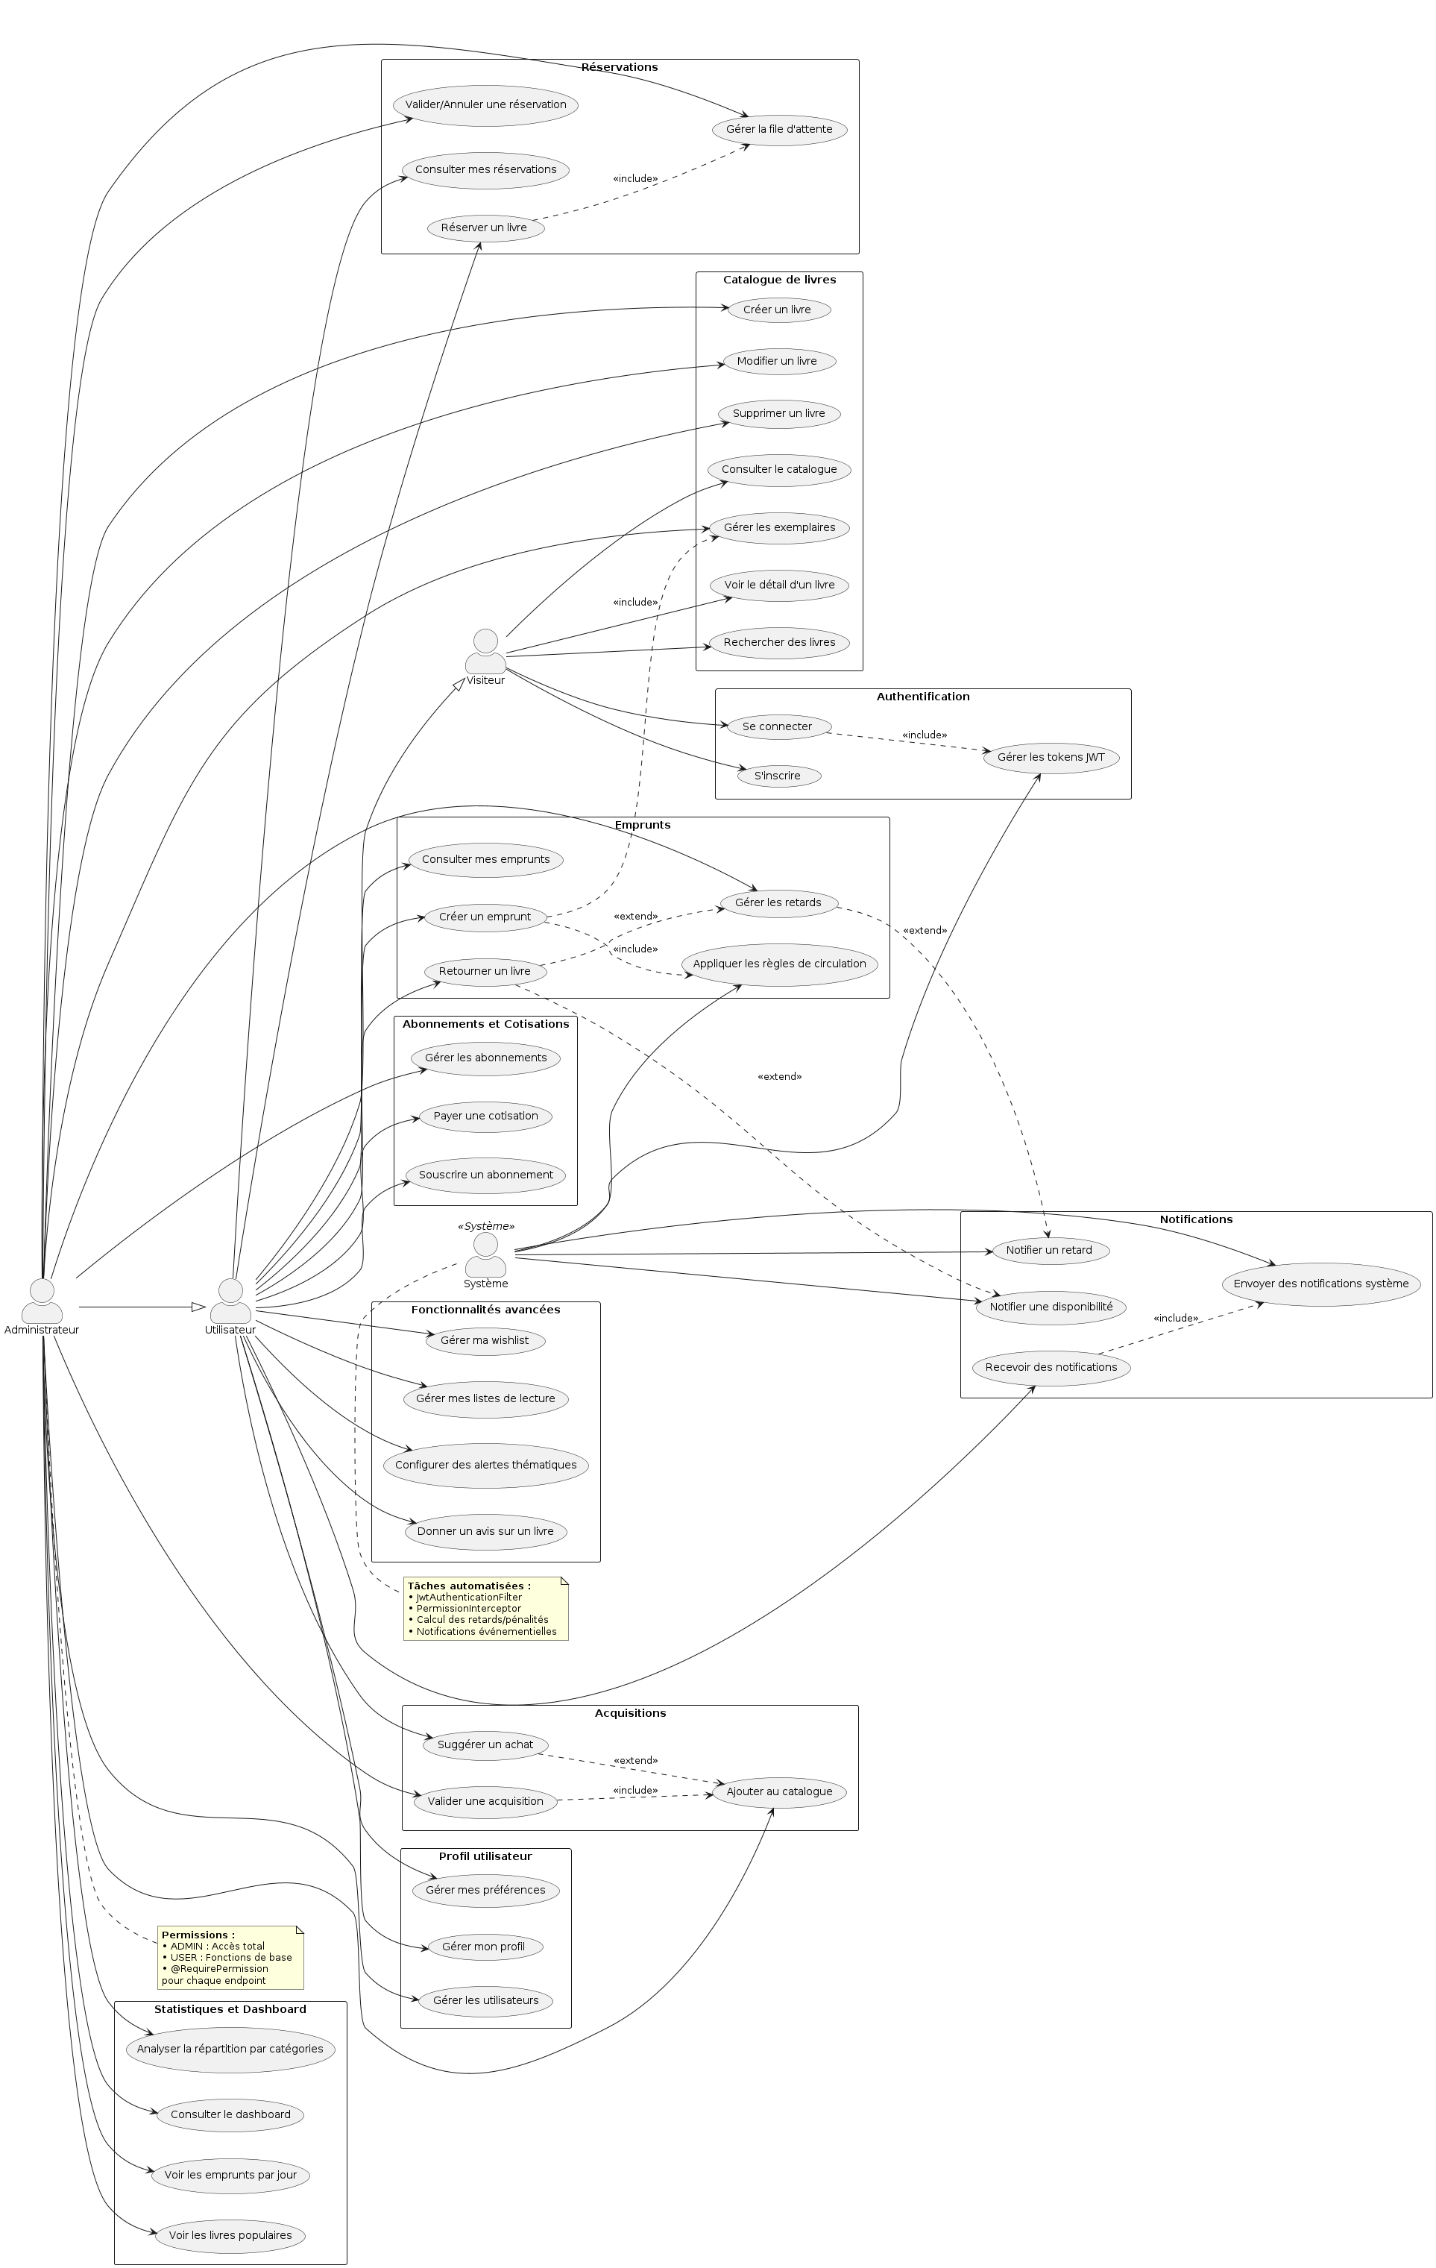 Réservations
Valider/Annuler une réservation
Gérer la file d'attente
Consulter mes réservations
«include»
Réserver un livre
Catalogue de livres
Créer un livre
Modifier un livre
Supprimer un livre
Consulter le catalogue
Gérer les exemplaires
Voir le détail d'un livre
«include»
Rechercher des livres
Visiteur
Authentification
Se connecter
«include»
Gérer les tokens JWT
S'inscrire
Emprunts
Consulter mes emprunts
Gérer les retards
Créer un emprunt
«extend»
«extend»
«include»
Retourner un livre
Appliquer les règles de circulation
Abonnements et Cotisations
Gérer les abonnements
«extend»
Payer une cotisation
Souscrire un abonnement
«Système»
Système
Notifications
Notifier un retard
Envoyer des notifications système
Notifier une disponibilité
«include»
Recevoir des notifications
Administrateur
Utilisateur
Fonctionnalités avancées
Gérer ma wishlist
Gérer mes listes de lecture
Configurer des alertes thématiques
Donner un avis sur un livre
Tâches automatisées :
• JwtAuthenticationFilter
• PermissionInterceptor
• Calcul des retards/pénalités
• Notifications événementielles
Acquisitions
Suggérer un achat
«extend»
Ajouter au catalogue
«include»
Valider une acquisition
Profil utilisateur
Gérer mes préférences
Gérer mon profil
Gérer les utilisateurs
Permissions :
• ADMIN : Accès total
• USER : Fonctions de base
• @RequirePermission
pour chaque endpoint
Statistiques et Dashboard
Analyser la répartition par catégories
Consulter le dashboard
Voir les emprunts par jour
Voir les livres populaires